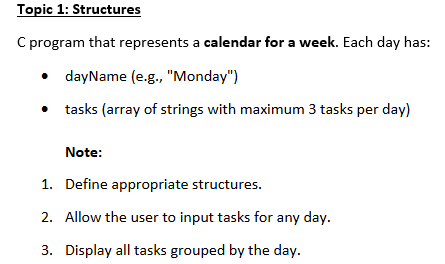 Topic 1: Structures
C program that represents a calendar for a week. Each day has:
• dayName (e.g., "Monday")
• tasks (array of strings with maximum 3 tasks per day)
Note:
1. Define appropriate structures.
2. Allow the user to input tasks for any day.
3. Display all tasks grouped by the day.